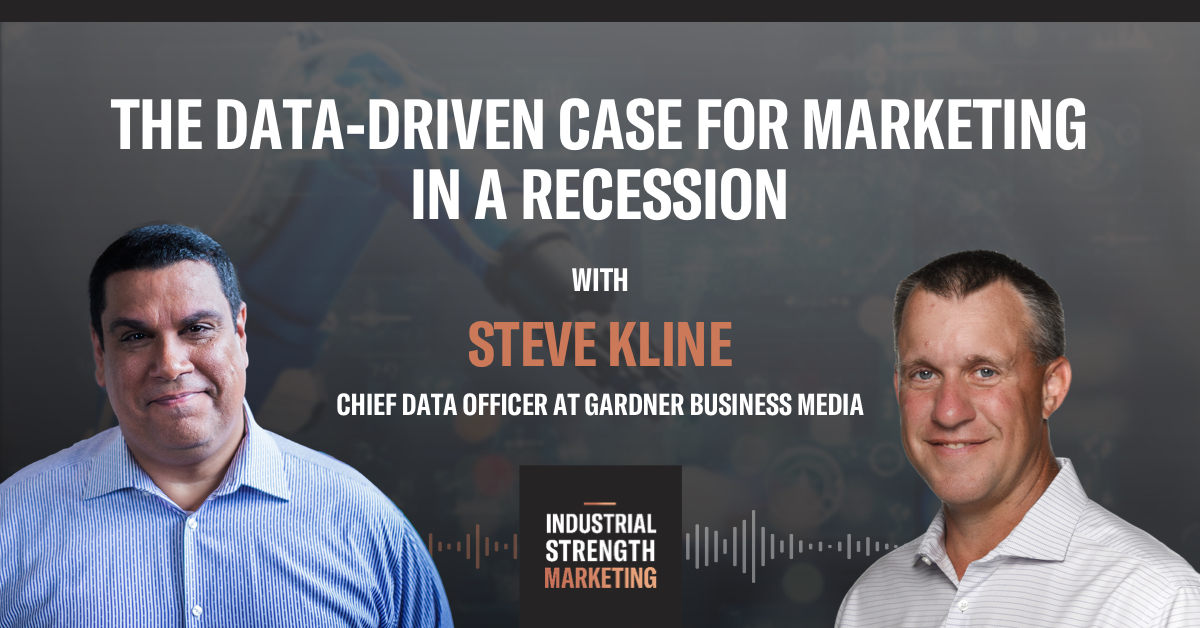 THE DATA-DRIVEN CASE FOR MARKETING
IN A RECESSION
WITH
STEVE KLINE
CHIEF DATA OFFICER AT GARDNER BUSINESS MEDIA
INDUSTRIAL
STRENGTH
MARKETING